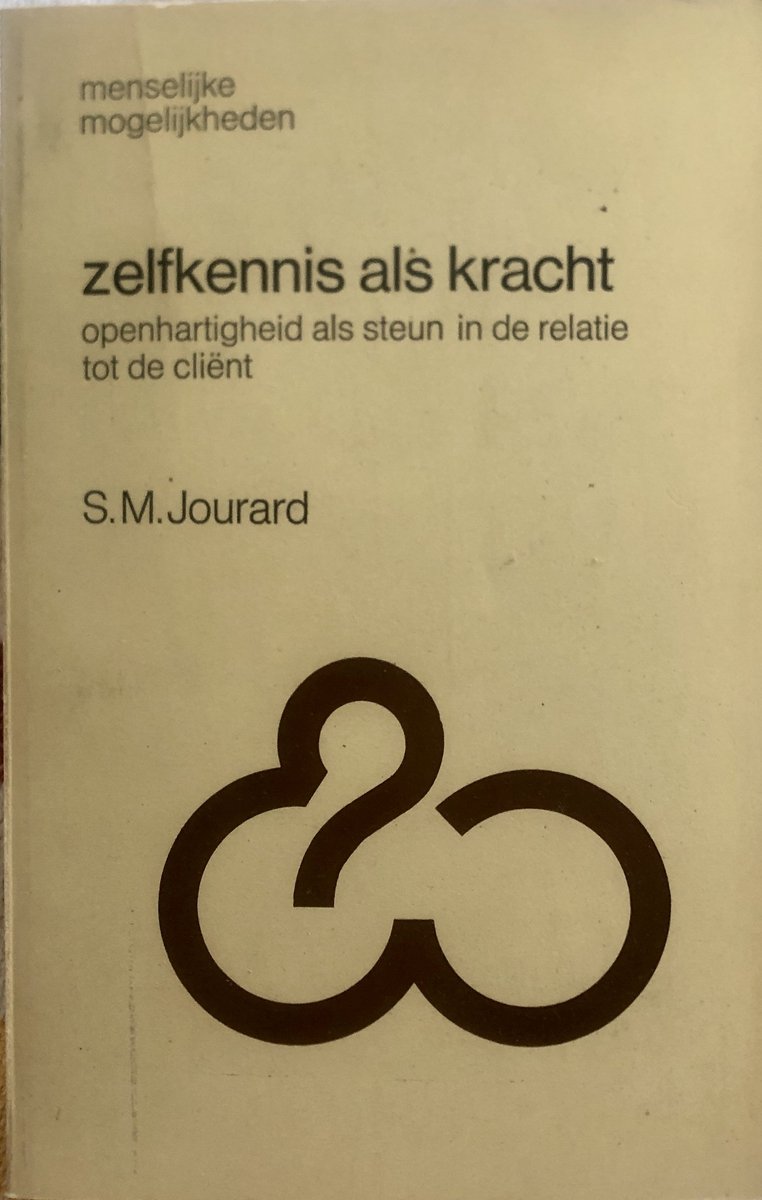 menselijke
mogelijkheden
zelfkennis als kracht
openhartigheid als steun in de relatie
tot de cliënt
S.M.Jourard